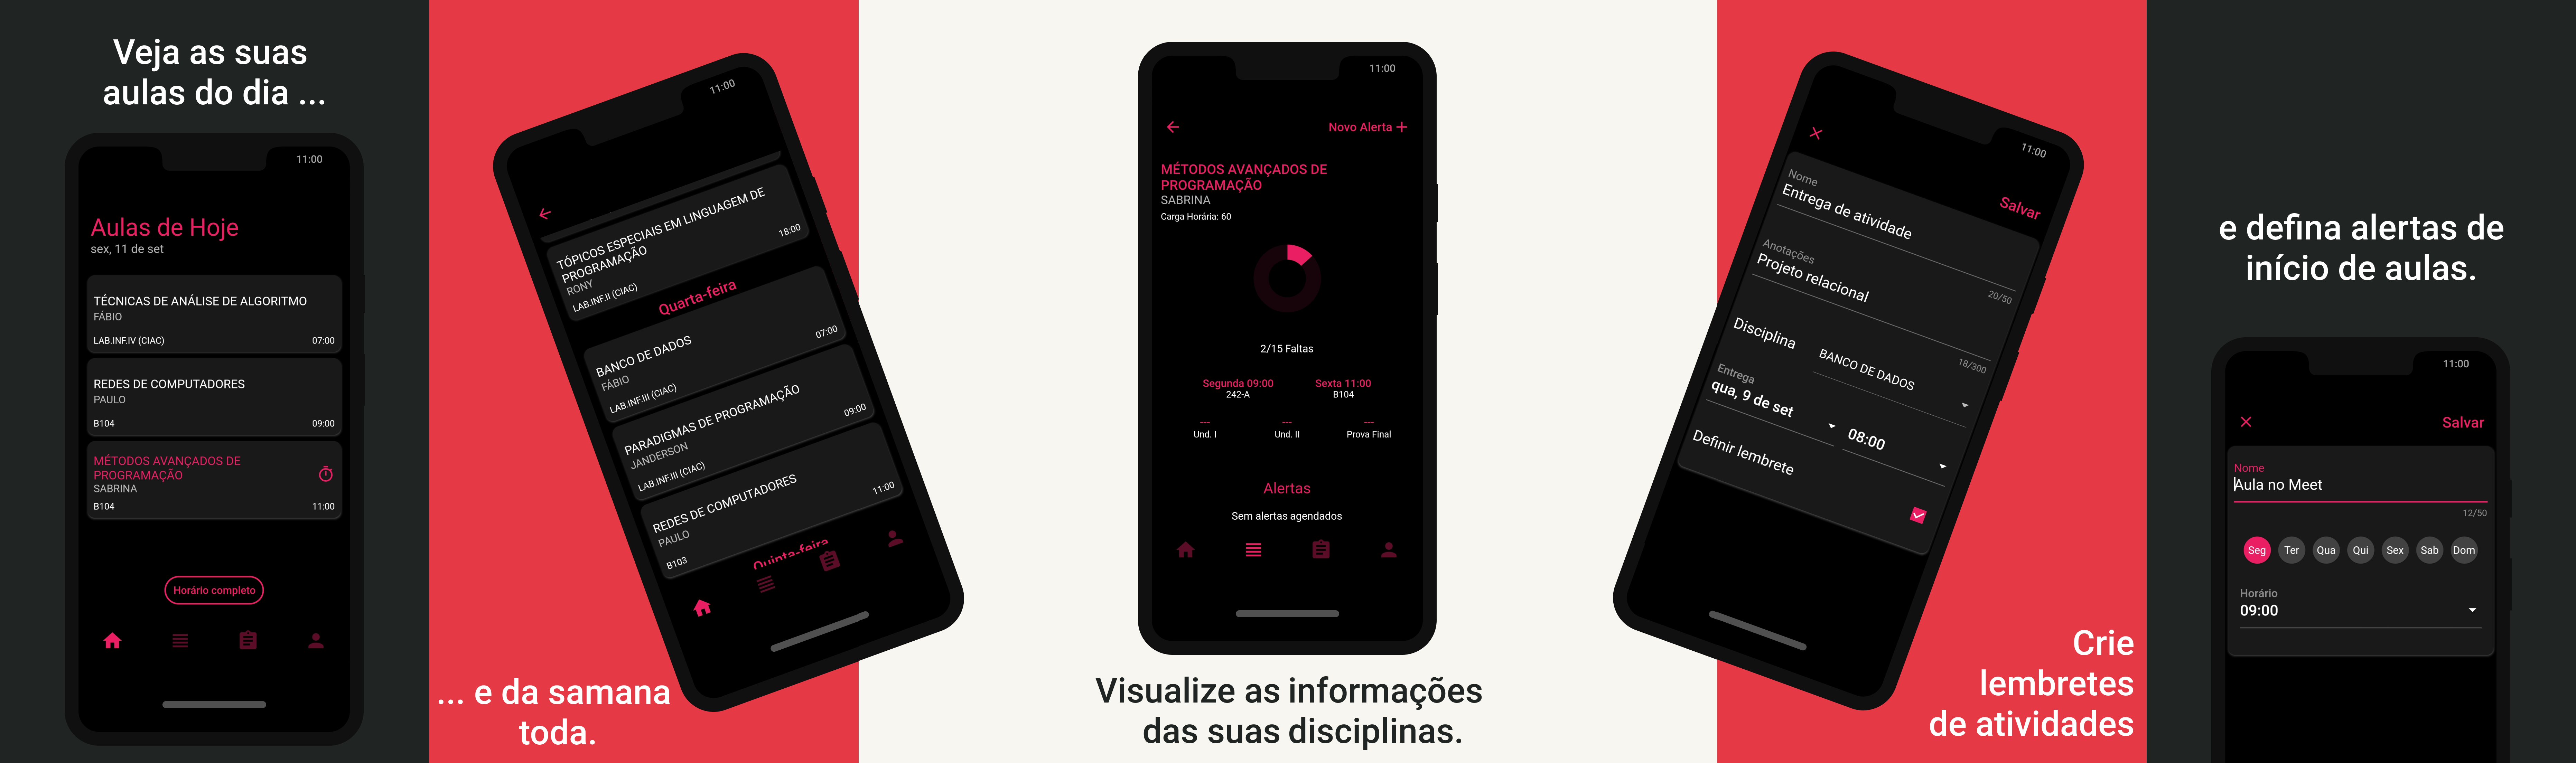 Veja as suas
aulas do dia ...
11:00
Aulas de Hoje
sex, 11 de set
TÉCNICAS DE ANÁLISE DE ALGORITMO
FÁBIO
LAB.INF.IV (CIAC) 07:00
REDES DE COMPUTADORES
PAULO
B104 09:00
MÉTODOS AVANÇADOS DE
PROGRAMAÇÃO
SABRINA
B104 11:00
Horário completo
11:00
TÓPICOS ESPECIAIS EM LINGUAGEM DE
PROGRAMAÇÃO
RONY
LAB.INF.II (CIAC) 18:00
Quarta-feira
BANCO DE DADOS
FÁBIO
LAB.INF.III (CIAC) 07:00
PARADIGMAS DE PROGRAMAÇÃO
JANDERSON
LAB.INF.III (CIAC) 09:00
REDES DE COMPUTADORES
PAULO
B103 11:00
Quinta-feira
... e da samana
toda.
11:00
Novo Alerta +
MÉTODOS AVANÇADOS DE
PROGRAMAÇÃO
SABRINA
Carga Horária: 60
2/15 Faltas
Segunda 09:00 Sexta 11:00
242-A B104
--- --- ---
Und. I Und. II Prova Final
Alertas
Sem alertas agendados
Visualize as informações
das suas disciplinas.
11:00
Salvar
Nome
Entrega de atividade
20/50
Anotações
Projeto relacional
18/300
Disciplina BANCO DE DADOS
Entrega
qua, 9 de set 08:00
Definir lembrete
Crie
lembretes
de atividades
e defina alertas de
início de aulas.
11:00
Salvar
Nome
Aula no Meet
12/50
Seg Ter Qua Qui Sex Sab Dom
Horário
09:00